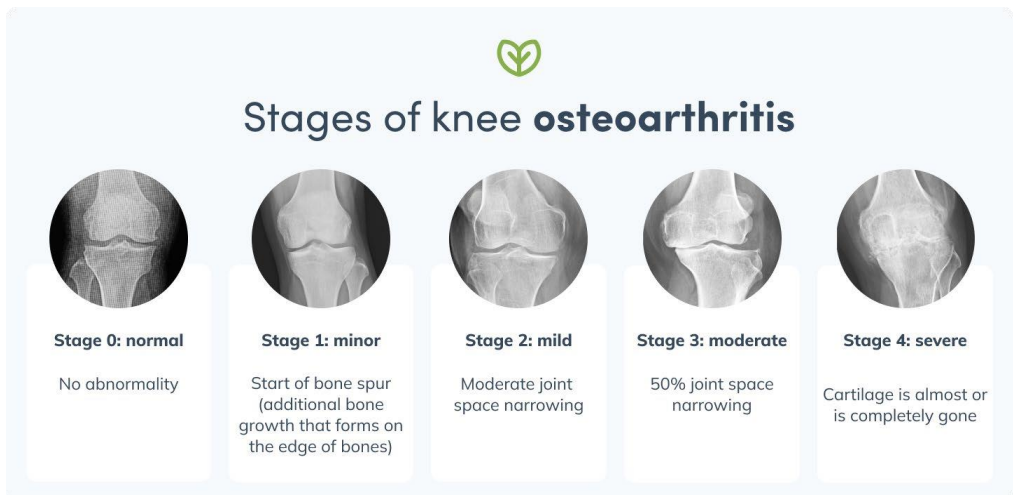 Stages of knee osteoarthritis
Stage 0: normal
No abnormality
Stage 1: minor
Start of bone spur
(additional bone
growth that forms on
the edge of bones)
Stage 2: mild
Moderate joint
space narrowing
Stage 3: moderate
50% joint space
narrowing
Stage 4: severe
Cartilage is almost or
is completely gone